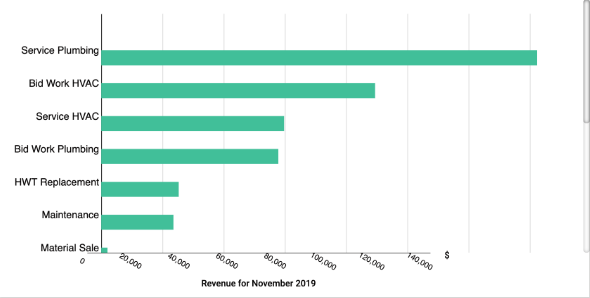 Service Plumbing
Bid Work HVAC
Service HVAC
Bid Work Plumbing
HWT Replacement
Maintenance
Material Sale
0 20,000 40,000 60,000 80,000 100,000 120,000 140,000 $
Revenue for November 2019